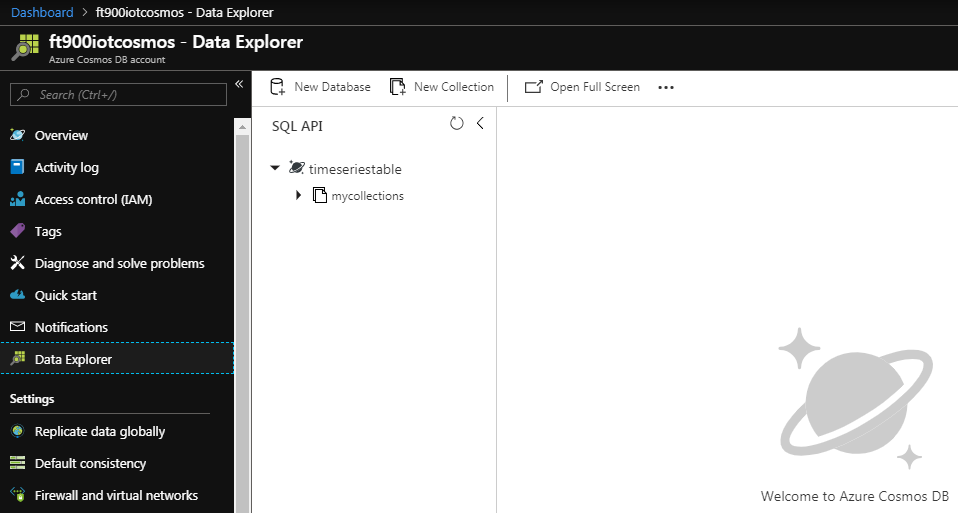 Dashboard > ft900iotcosmos - Data Explorer
ft900iotcosmos - Data Explorer
Azure Cosmos DB account
Search (Ctrl+/)
«
Overview
Activity log
Access control (IAM)
Tags
Diagnose and solve problems
Quick start
Notifications
Data Explorer
Settings
Replicate data globally
Default consistency
Firewall and virtual networks
New Database New Collection Open Full Screen ...
SQL API
timeseriestable
mycollections
Welcome to Azure Cosmos DB